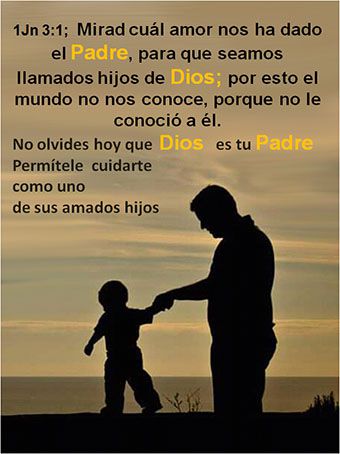 1Jn 3:1; Mirad cuál amor nos ha dado
el Padre, para que seamos
llamados hijos de Dios; por esto el
mundo no nos conoce, porque no le
conoció a él.
No olvides hoy que Dios es tu Padre
Permítele cuidarte
como uno
de sus amados hijos